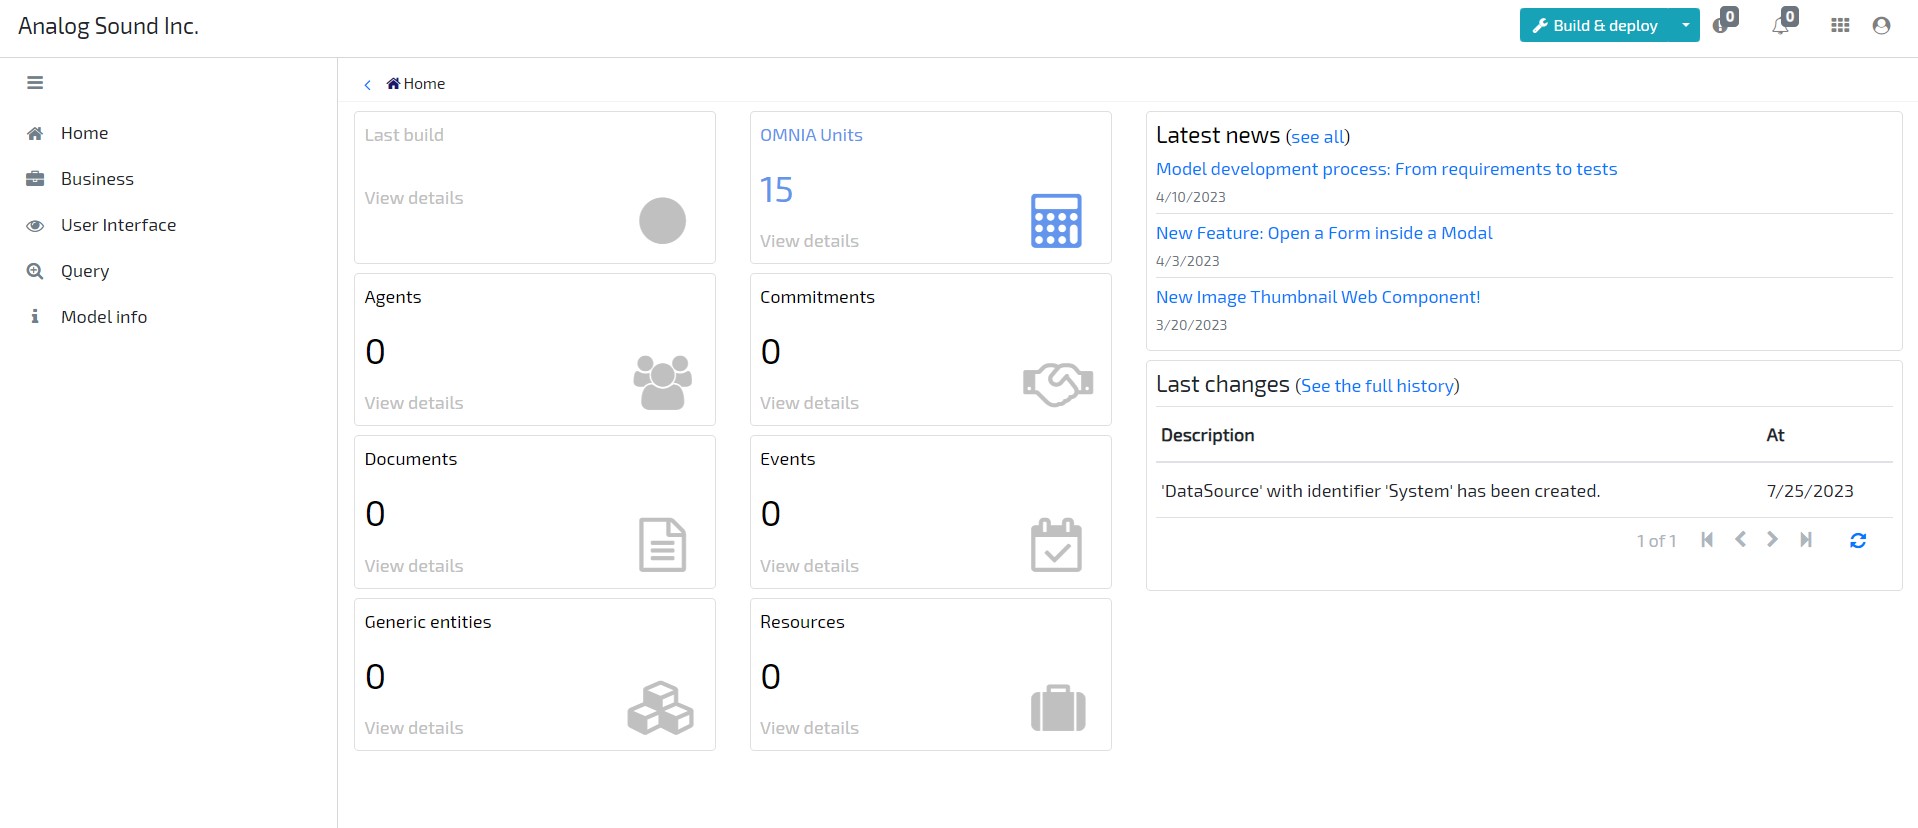 Analog Sound Inc.
Build & deploy
0
0
Home
Business
User Interface
Query
Model info
Home
Last build
View details
OMNIA Units
15
View details
Agents
0
View details
Commitments
0
View details
Documents
0
View details
Events
0
View details
Generic entities
0
View details
Resources
0
View details
Latest news (see all)
Model development process: From requirements to tests
4/10/2023
New Feature: Open a Form inside a Modal
4/3/2023
New Image Thumbnail Web Component!
3/20/2023
Last changes (See the full history)
Description At
'DataSource' with identifier 'System' has been created. 7/25/2023
1 of 1